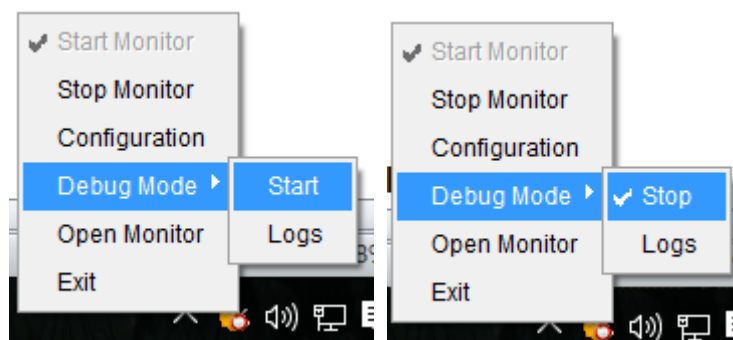 Start Monitor
Stop Monitor
Configuration
Debug Mode Start
Open Monitor Logs
Exit
Start Monitor
Stop Monitor
Configuration
Debug Mode Stop
Open Monitor Logs
Exit